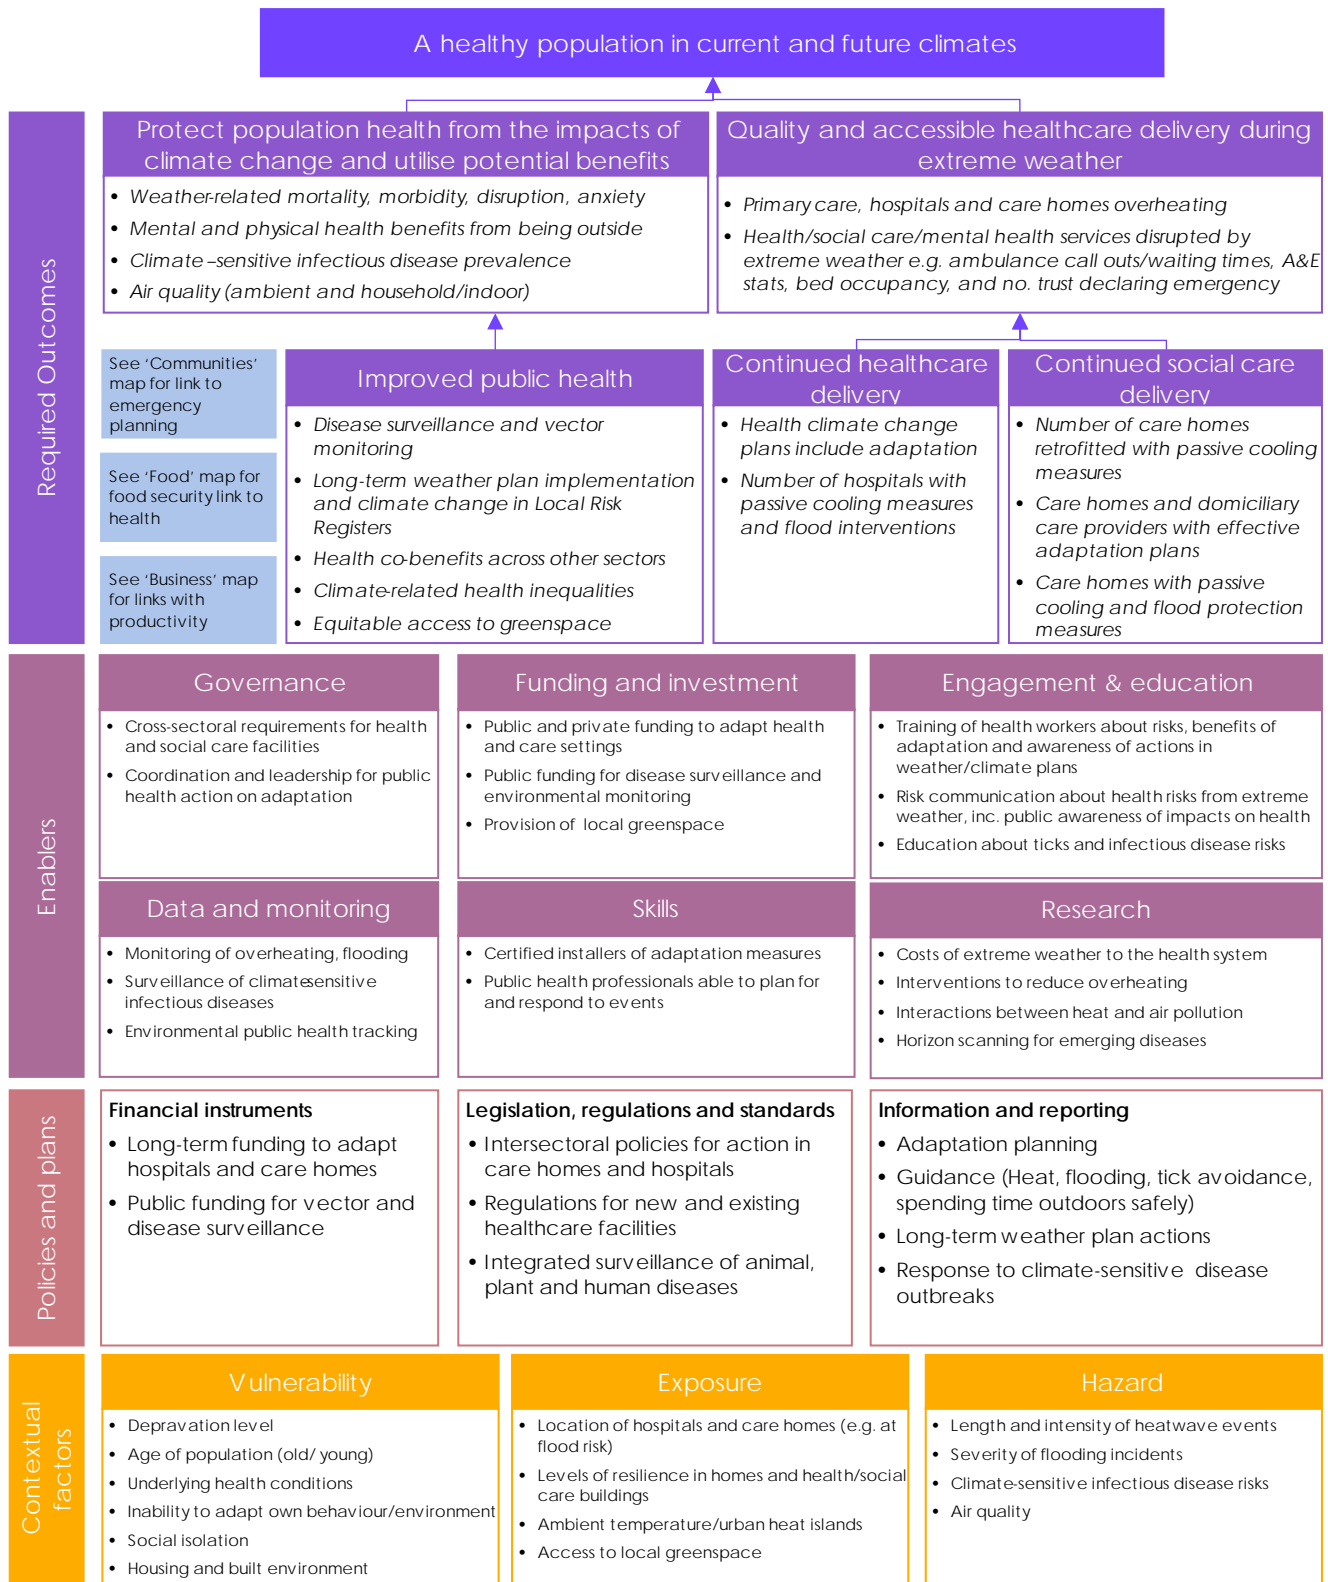 A healthy population in current and future climates
Required Outcomes
Protect population health from the impacts of
climate change and utilise potential benefits
• Weather-related mortality, morbidity, disruption, anxiety
• Mental and physical health benefits from being outside
• Climate –sensitive infectious disease prevalence
• Air quality (ambient and household/indoor)
Quality and accessible healthcare delivery during
extreme weather
• Primary care, hospitals and care homes overheating
• Health/social care/mental health services disrupted by
extreme weather e.g. ambulance call outs/waiting times, A&E
stats, bed occupancy, and no. trust declaring emergency
See ‘Communities’
map for link to
emergency
planning
See ‘Food’ map for
food security link to
health
See ‘Business’ map
for links with
productivity
Improved public health
• Disease surveillance and vector
monitoring
• Long-term weather plan implementation
and climate change in Local Risk
Registers
• Health co-benefits across other sectors
• Climate-related health inequalities
• Equitable access to greenspace
Continued healthcare
delivery
• Health climate change
plans include adaptation
• Number of hospitals with
passive cooling measures
and flood interventions
Continued social care
delivery
• Number of care homes
retrofitted with passive cooling
measures
• Care homes and domiciliary
care providers with effective
adaptation plans
• Care homes with passive
cooling and flood protection
measures
Enablers
Governance
• Cross-sectoral requirements for health
and social care facilities
• Coordination and leadership for public
health action on adaptation
Funding and investment
• Public and private funding to adapt health
and care settings
• Public funding for disease surveillance and
environmental monitoring
• Provision of local greenspace
Engagement & education
• Training of health workers about risks, benefits of
adaptation and awareness of actions in
weather/climate plans
• Risk communication about health risks from extreme
weather, inc. public awareness of impacts on health
• Education about ticks and infectious disease risks
Data and monitoring
• Monitoring of overheating, flooding
• Surveillance of climate-sensitive
infectious diseases
• Environmental public health tracking
Skills
• Certified installers of adaptation measures
• Public health professionals able to plan for
and respond to events
Research
• Costs of extreme weather to the health system
• Interventions to reduce overheating
• Interactions between heat and air pollution
• Horizon scanning for emerging diseases
Policies and plans
Financial instruments
• Long-term funding to adapt
hospitals and care homes
• Public funding for vector and
disease surveillance
Legislation, regulations and standards
• Intersectoral policies for action in
care homes and hospitals
• Regulations for new and existing
healthcare facilities
• Integrated surveillance of animal,
plant and human diseases
Information and reporting
• Adaptation planning
• Guidance (Heat, flooding, tick avoidance,
spending time outdoors safely)
• Long-term weather plan actions
• Response to climate-sensitive disease
outbreaks
Contextual
factors
Vulnerability
• Depravation level
• Age of population (old/ young)
• Underlying health conditions
• Inability to adapt own behaviour/environment
• Social isolation
• Housing and built environment
Exposure
• Location of hospitals and care homes (e.g. at
flood risk)
• Levels of resilience in homes and health/social
care buildings
• Ambient temperature/urban heat islands
• Access to local greenspace
Hazard
• Length and intensity of heatwave events
• Severity of flooding incidents
• Climate-sensitive infectious disease risks
• Air quality